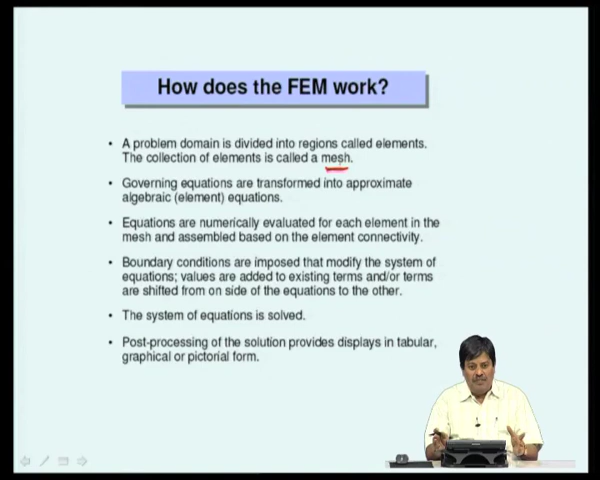 How does the FEM work?
• A problem domain is divided into regions called elements.
The collection of elements is called a mesh.
• Governing equations are transformed into approximate
algebraic (element) equations.
• Equations are numerically evaluated for each element in the
mesh and assembled based on the element connectivity.
• Boundary conditions are imposed that modify the system of
equations; values are added to existing terms and/or terms
are shifted from on side of the equations to the other.
• The system of equations is solved.
• Post-processing of the solution provides displays in tabular,
graphical or pictorial form.